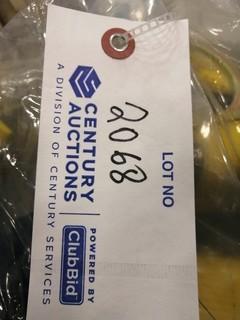 CENTURY
AUCTIONS
A DIVISION OF CENTURY SERVICES
POWERED BY
ClubBid
LOT NO
2068